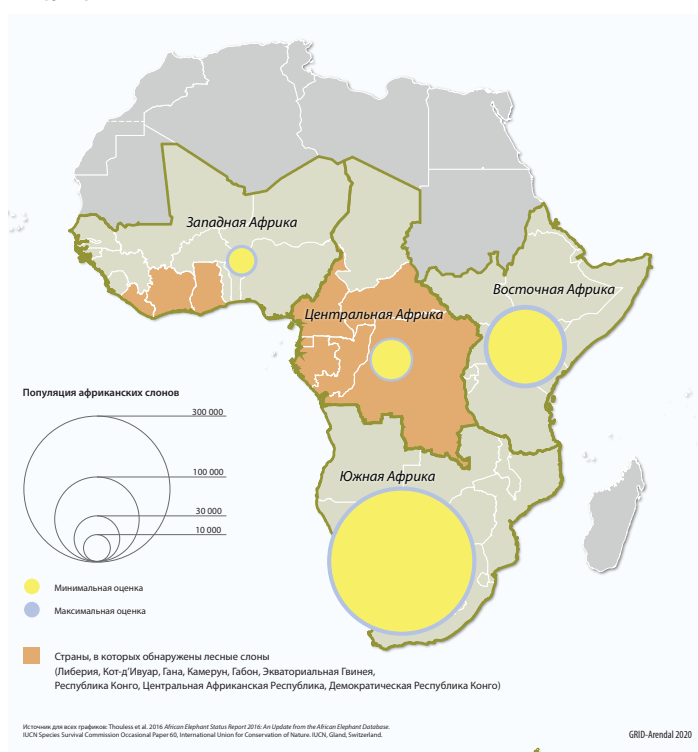 Западная Африка
Восточная Африка
Центральная Африка
Южная Африка
Популяция африканских слонов
300 000
100 000
30 000
10 000
Минимальная оценка
Максимальная оценка
Страны, в которых обнаружены лесные слоны
(Либерия, Кот-д’Ивуар, Гана, Камерун, Габон, Экваториальная Гвинея,
Республика Конго, Центральная Африканская Республика, Демократическая Республика Конго)
Источник для всех графиков: Thouless et al. 2016 African Elephant Status Report 2016: An Update from the African Elephant Database.
IUCN Species Survival Commission Occasional Paper 60, International Union for Conservation of Nature. IUCN, Gland, Switzerland.
GRID-Arendal 2020